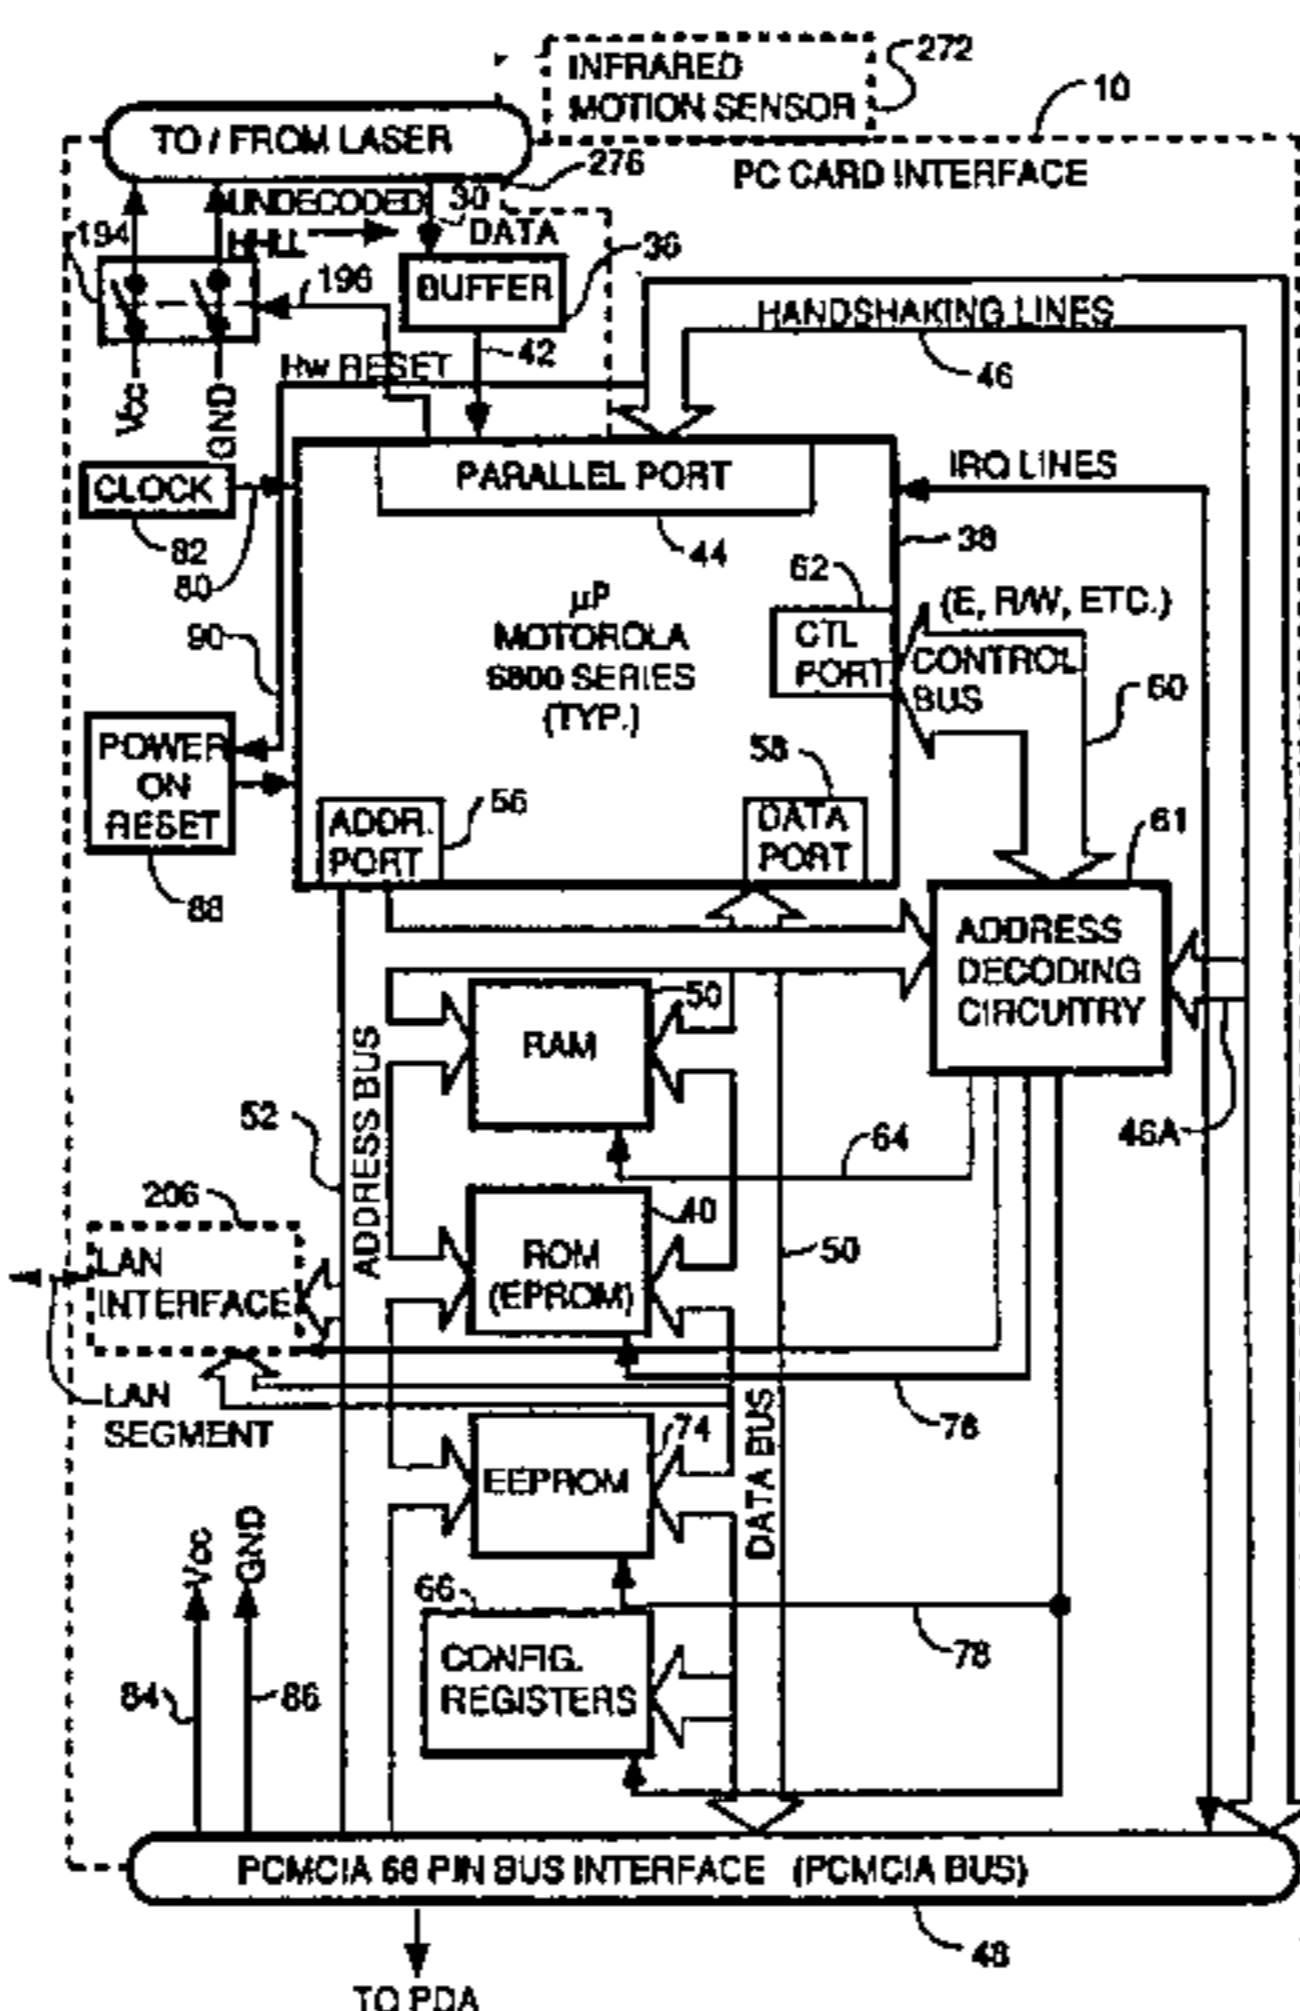 INFRARED
MOTION SENSOR
272
10
TO / FROM LASER
PC CARD INTERFACE
276
UNDECODED
30
HHLL
DATA
194
196
BUFFER
36
HANDSHAKING LINES
42
46
HW RESET
Vcc
GND
CLOCK
PARALLEL PORT
IRQ LINES
82
44
38
80
62
µP
MOTOROLA
6800 SERIES
(TYP.)
CTL
PORT
(E, R/W, ETC.)
CONTROL
BUS
60
90
POWER
ON
RESET
58
56
ADDR.
PORT
DATA
PORT
61
88
ADDRESS
DECODING
CIRCUITRY
50
RAM
ADDRESS BUS
52
64
46A
206
40
LAN
INTERFACE
ROM
(EPROM)
50
LAN
SEGMENT
76
74
EEPROM
DATA BUS
Vcc
GND
66
CONFIG.
REGISTERS
78
84
86
PCMCIA 68 PIN BUS INTERFACE (PCMCIA BUS)
48
TO PDA